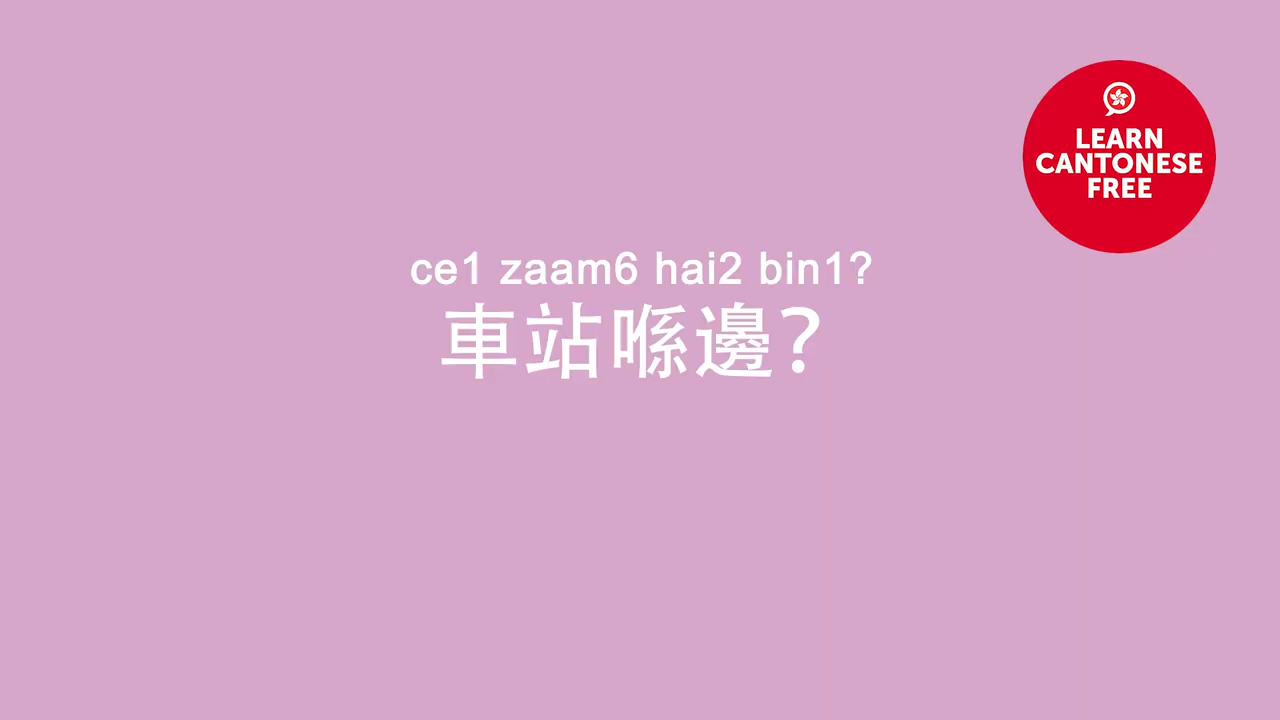 LEARN
CANTONESE
FREE
ce1 zaam6 hai2 bin1?
車站喺邊?